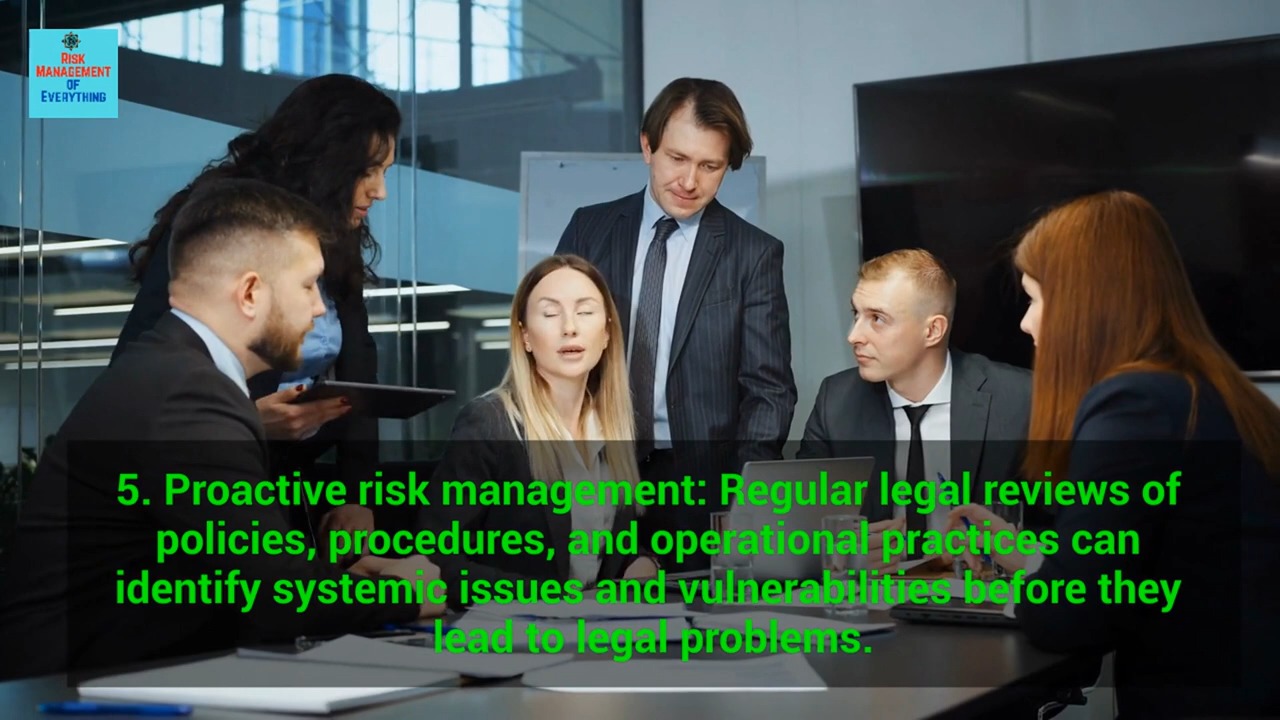 RISK
MANAGEMENT
OF
EVERYTHING
5. Proactive risk management: Regular legal reviews of
policies, procedures, and operational practices can
identify systemic issues and vulnerabilities before they
lead to legal problems.